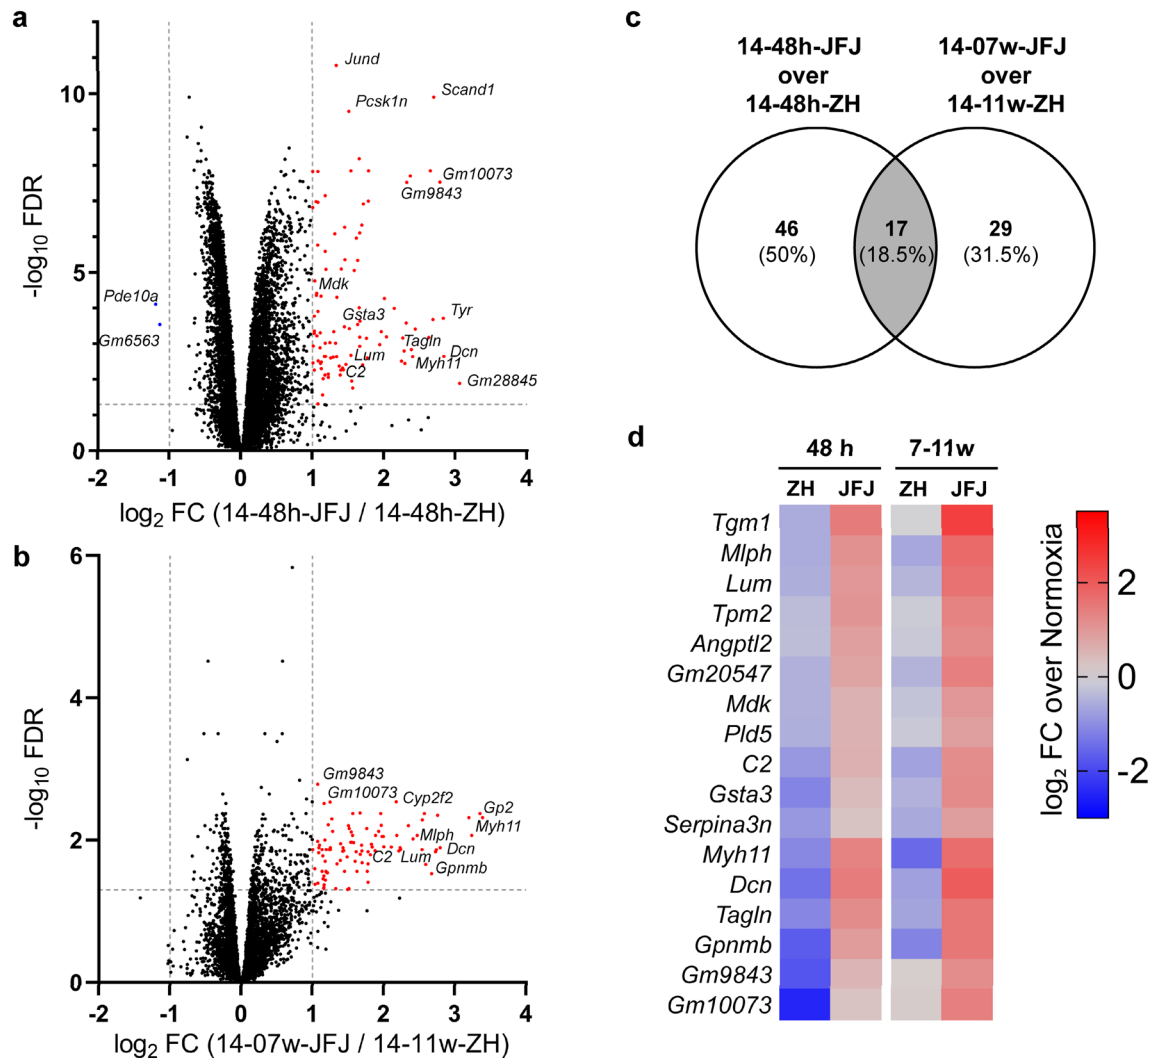 a
-log10 FDR
10
5
0
-2
-1
0
1
2
3
4
log2 FC (14-48h-JFJ / 14-48h-ZH)
Jund
Scand1
Pcsk1n
Gm10073
Gm9843
Mdk
Pde10a
Gsta3
Tyr
Gm6563
Tagln
Lum
Dcn
Myh11
C2
Gm28845
b
-log10 FDR
6
4
2
0
-2
-1
0
1
2
3
4
log2 FC (14-07w-JFJ / 14-11w-ZH)
Gm9843
Gm10073
Cyp2f2
Gp2
Myh11
Mlph
Dcn
C2
Lum
Gpnmb
c
14-48h-JFJ
over
14-48h-ZH
14-07w-JFJ
over
14-11w-ZH
46
(50%)
17
(18.5%)
29
(31.5%)
d
48 h
7-11w
ZH
JFJ
ZH
JFJ
Tgm1
Mlph
Lum
Tpm2
Angptl2
Gm20547
Mdk
Pld5
C2
Gsta3
Serpina3n
Myh11
Dcn
Tagln
Gpnmb
Gm9843
Gm10073
2
0
-2
log2 FC over Normoxia